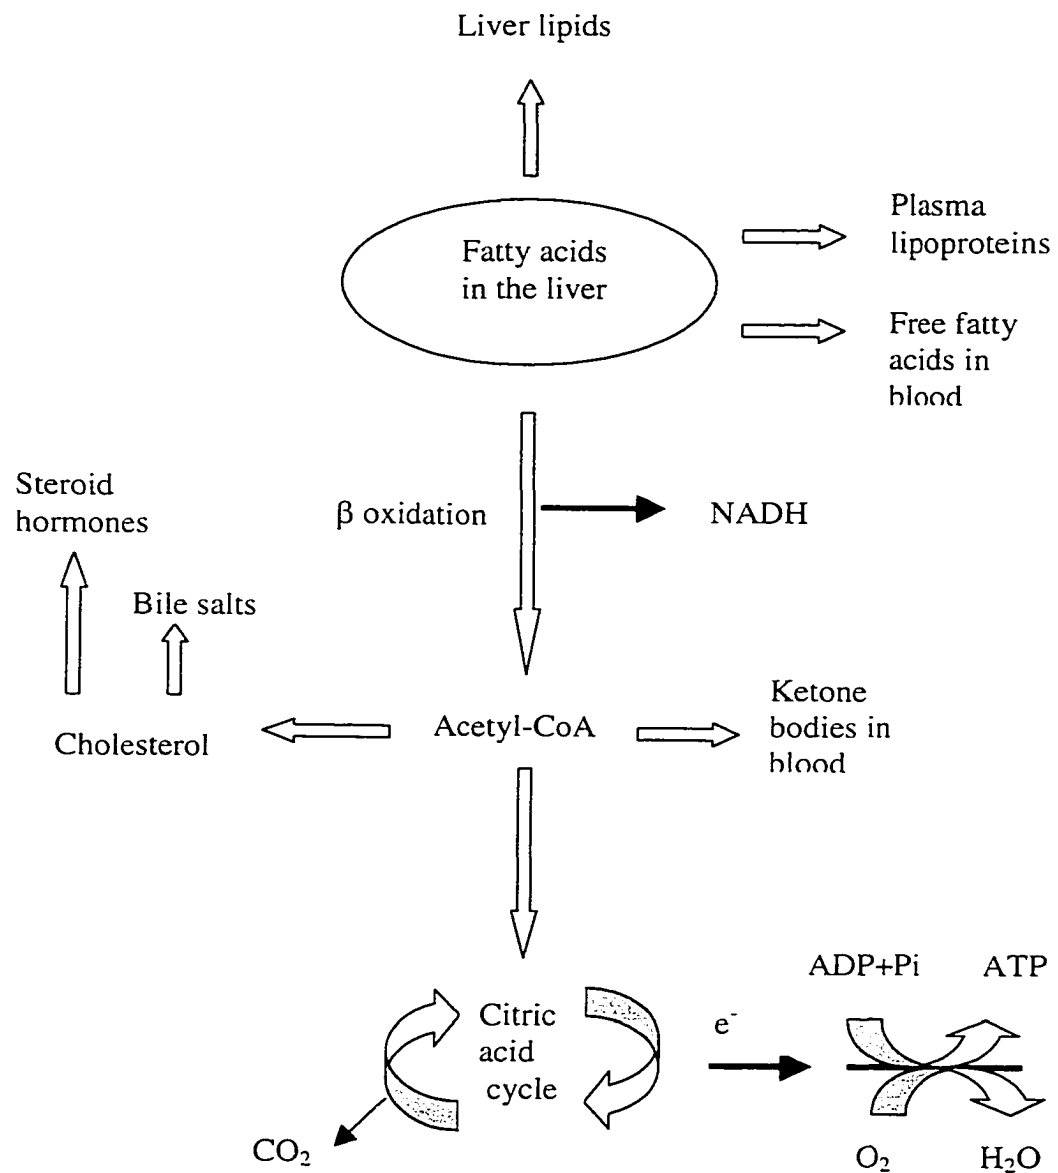 Liver lipids
Fatty acids
in the liver
Plasma
lipoproteins
Free fatty
acids in
blood
β oxidation
NADH
Steroid
hormones
Bile salts
Cholesterol
Acetyl-CoA
Ketone
bodies in
blood
Citric
acid
cycle
CO₂
e⁻
ADP+Pi
ATP
O₂
H₂O